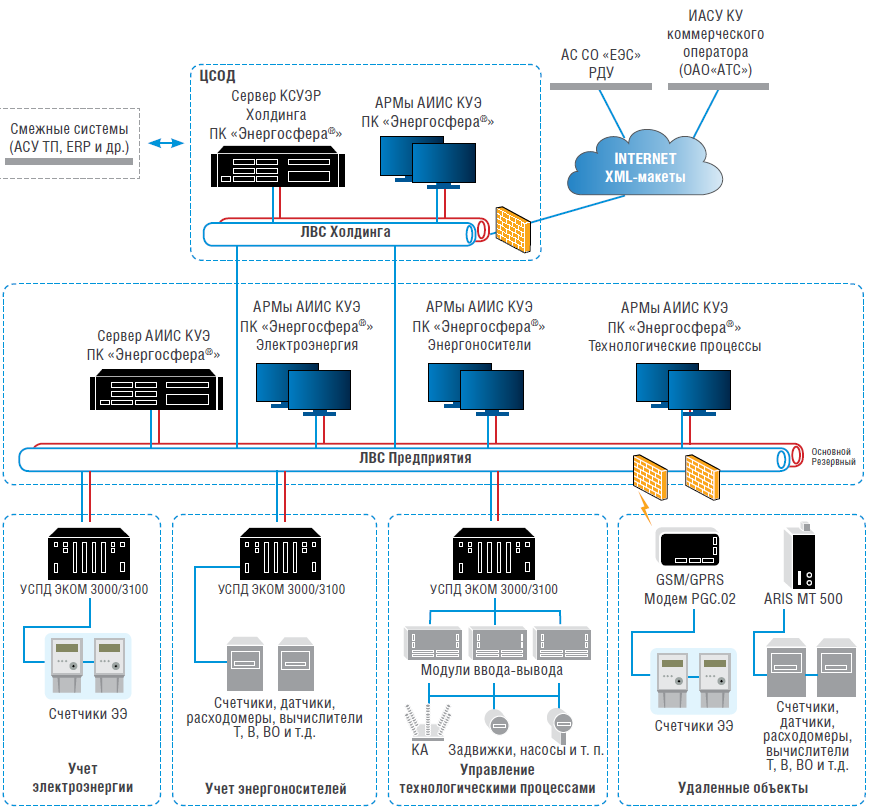 ИАСУ КУ
коммерческого
оператора
(ОАО«АТС»)
АС СО «ЕЭС»
РДУ
ЦСОД
Сервер КСУЭР
Холдинга
ПК «Энергосфера®»
АРМы АИИС КУЭ
ПК «Энергосфера®»
Смежные системы
(АСУ ТП, ERP и др.)
INTERNET
XML-макеты
ЛВС Холдинга
Сервер АИИС КУЭ
ПК «Энергосфера®»
АРМы АИИС КУЭ
ПК «Энергосфера®»
Электроэнергия
АРМы АИИС КУЭ
ПК «Энергосфера®»
Энергоносители
АРМы АИИС КУЭ
ПК «Энергосфера®»
Технологические процессы
ЛВС Предприятия
Основной
Резервный
УСПД ЭКОМ 3000/3100
Счетчики ЭЭ
Учет
электроэнергии
УСПД ЭКОМ 3000/3100
Счетчики, датчики,
расходомеры, вычислители
Т, В, ВО и т.д.
Учет энергоносителей
УСПД ЭКОМ 3000/3100
Модули ввода-вывода
КА
Задвижки, насосы и т. п.
Управление
технологическими процессами
GSM/GPRS
Модем PGC.02
ARIS MT 500
Счетчики ЭЭ
Счетчики,
датчики,
расходомеры,
вычислители
Т, В, ВО и т.д.
Удаленные объекты